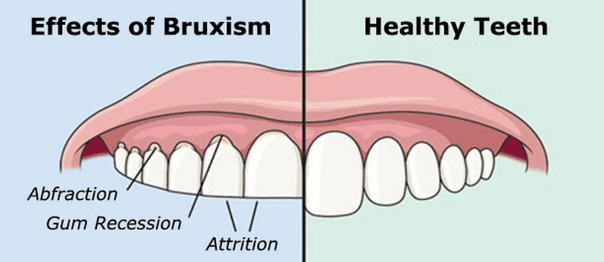 Effects of Bruxism
Healthy Teeth
Abfraction
Gum Recession
Attrition